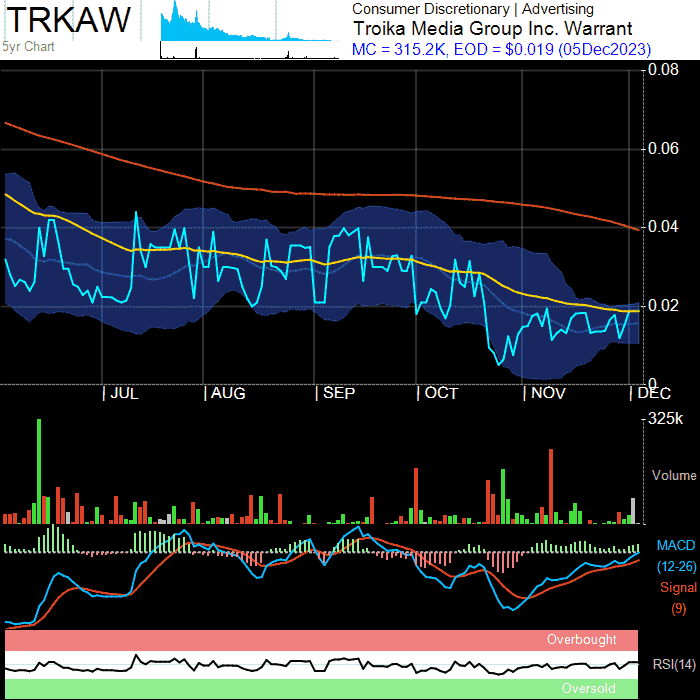 TRKAW
5yr Chart
Consumer Discretionary | Advertising
Troika Media Group Inc. Warrant
MC = 315.2K, EOD = $0.019 (05Dec2023)
0.08
0.06
0.04
0.02
0
JUL AUG SEP OCT NOV DEC
325k
Volume
MACD
(12-26)
Signal
(9)
Overbought
RSI(14)
Oversold